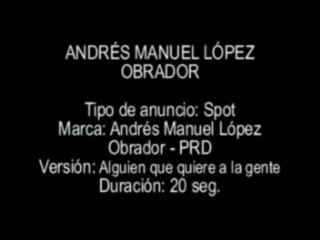 ANDRÉS MANUEL LÓPEZ
OBRADOR
Tipo de anuncio: Spot
Marca: Andrés Manuel López
Obrador - PRD
Versión: Alguien que quiere a la gente
Duración: 20 seg.